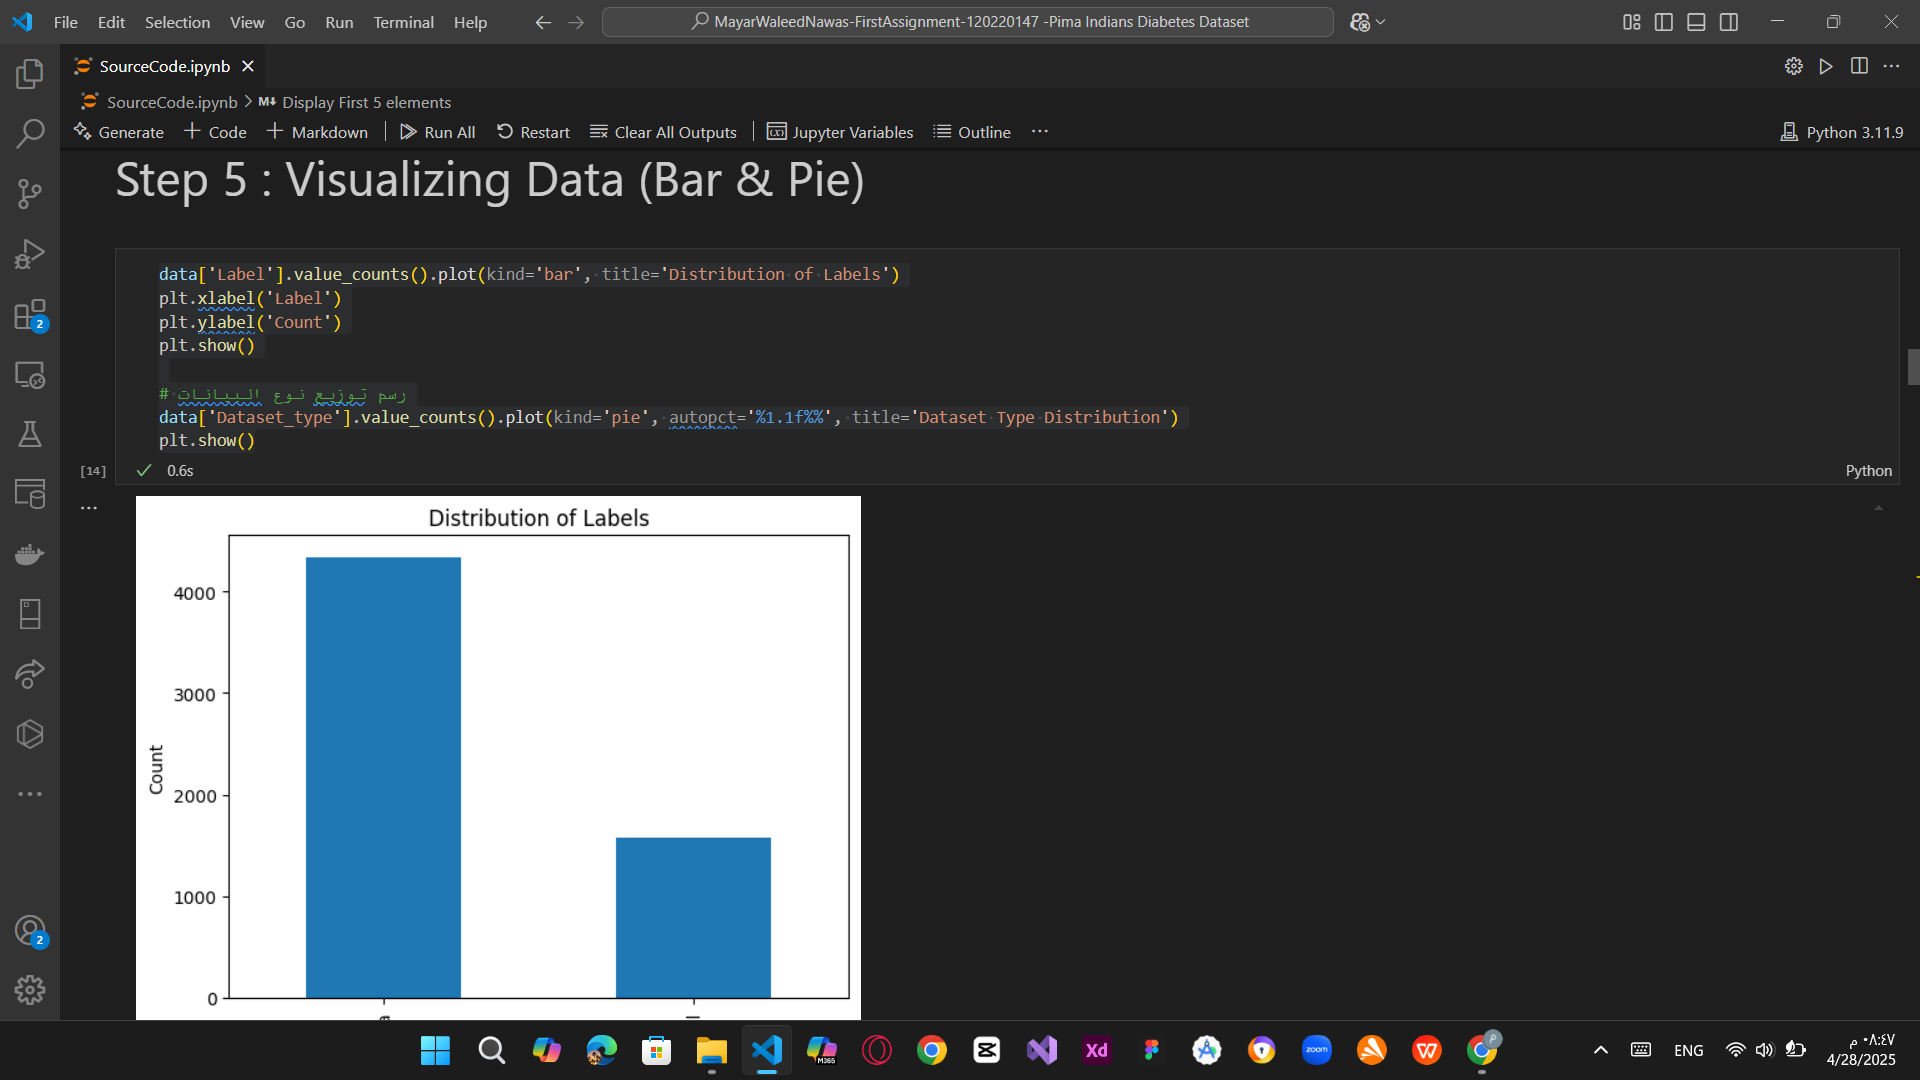 File Edit Selection View Go Run Terminal Help
MayarWaleedNawas-FirstAssignment-120220147 -Pima Indians Diabetes Dataset
SourceCode.ipynb
SourceCode.ipynb > M↓ Display First 5 elements
Generate + Code + Markdown Run All Restart Clear All Outputs Jupyter Variables Outline ...
Python 3.11.9
Step 5 : Visualizing Data (Bar & Pie)
data['Label'].value_counts().plot(kind='bar', title='Distribution of Labels')
plt.xlabel('Label')
plt.ylabel('Count')
plt.show()
# رسم توزيع نوع البيانات
data['Dataset_type'].value_counts().plot(kind='pie', autopct='%1.1f%%', title='Dataset Type Distribution')
plt.show()
[14]
0.6s
Python
Distribution of Labels
4000
3000
2000
1000
0
Count
2
2
Xd
M365
zoom
P
ENG
٠٨:٤٧ م
4/28/2025